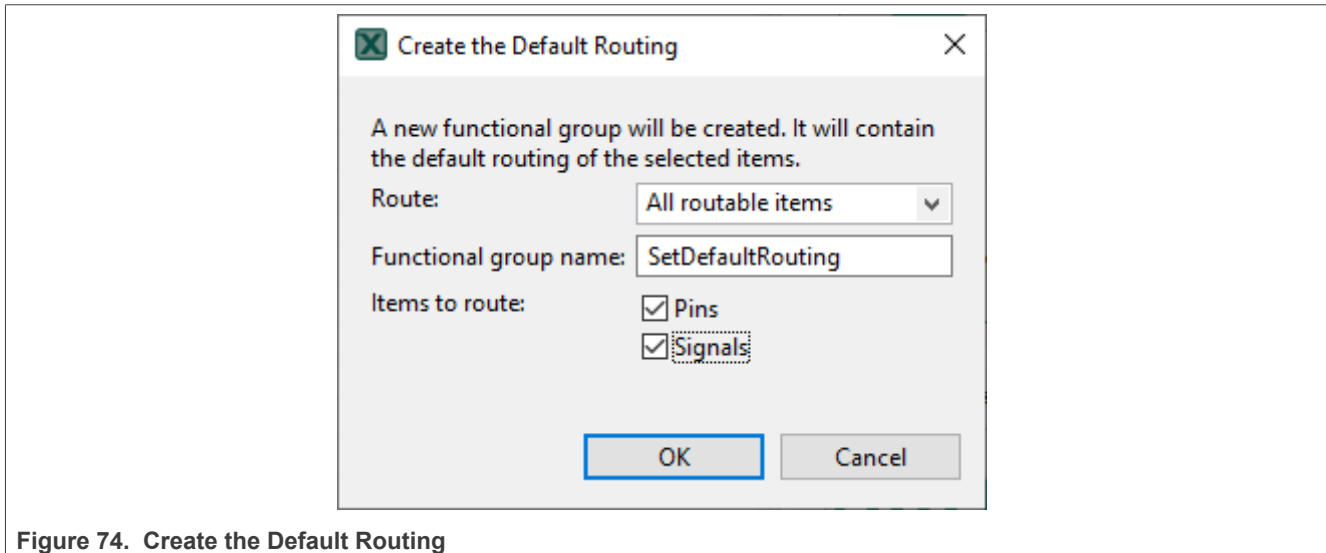 Create the Default Routing
A new functional group will be created. It will contain
the default routing of the selected items.
Route: All routable items
Functional group name: SetDefaultRouting
Items to route: Pins
Signals
OK Cancel
Figure 74. Create the Default Routing